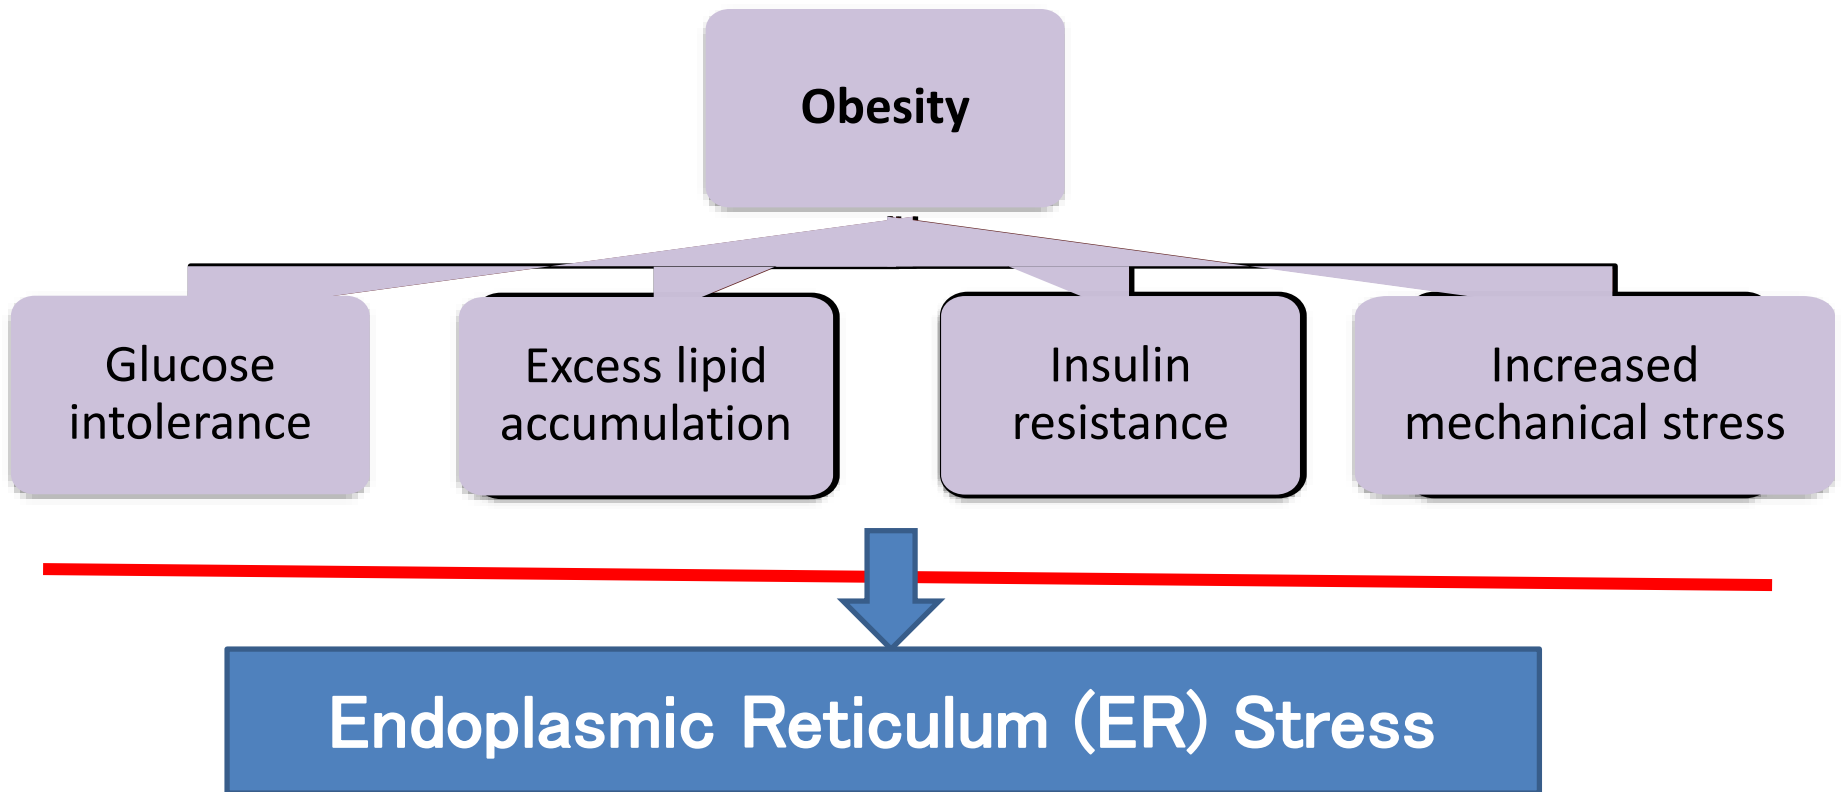 Obesity
Glucose
intolerance
Excess lipid
accumulation
Insulin
resistance
Increased
mechanical stress
Endoplasmic Reticulum (ER) Stress